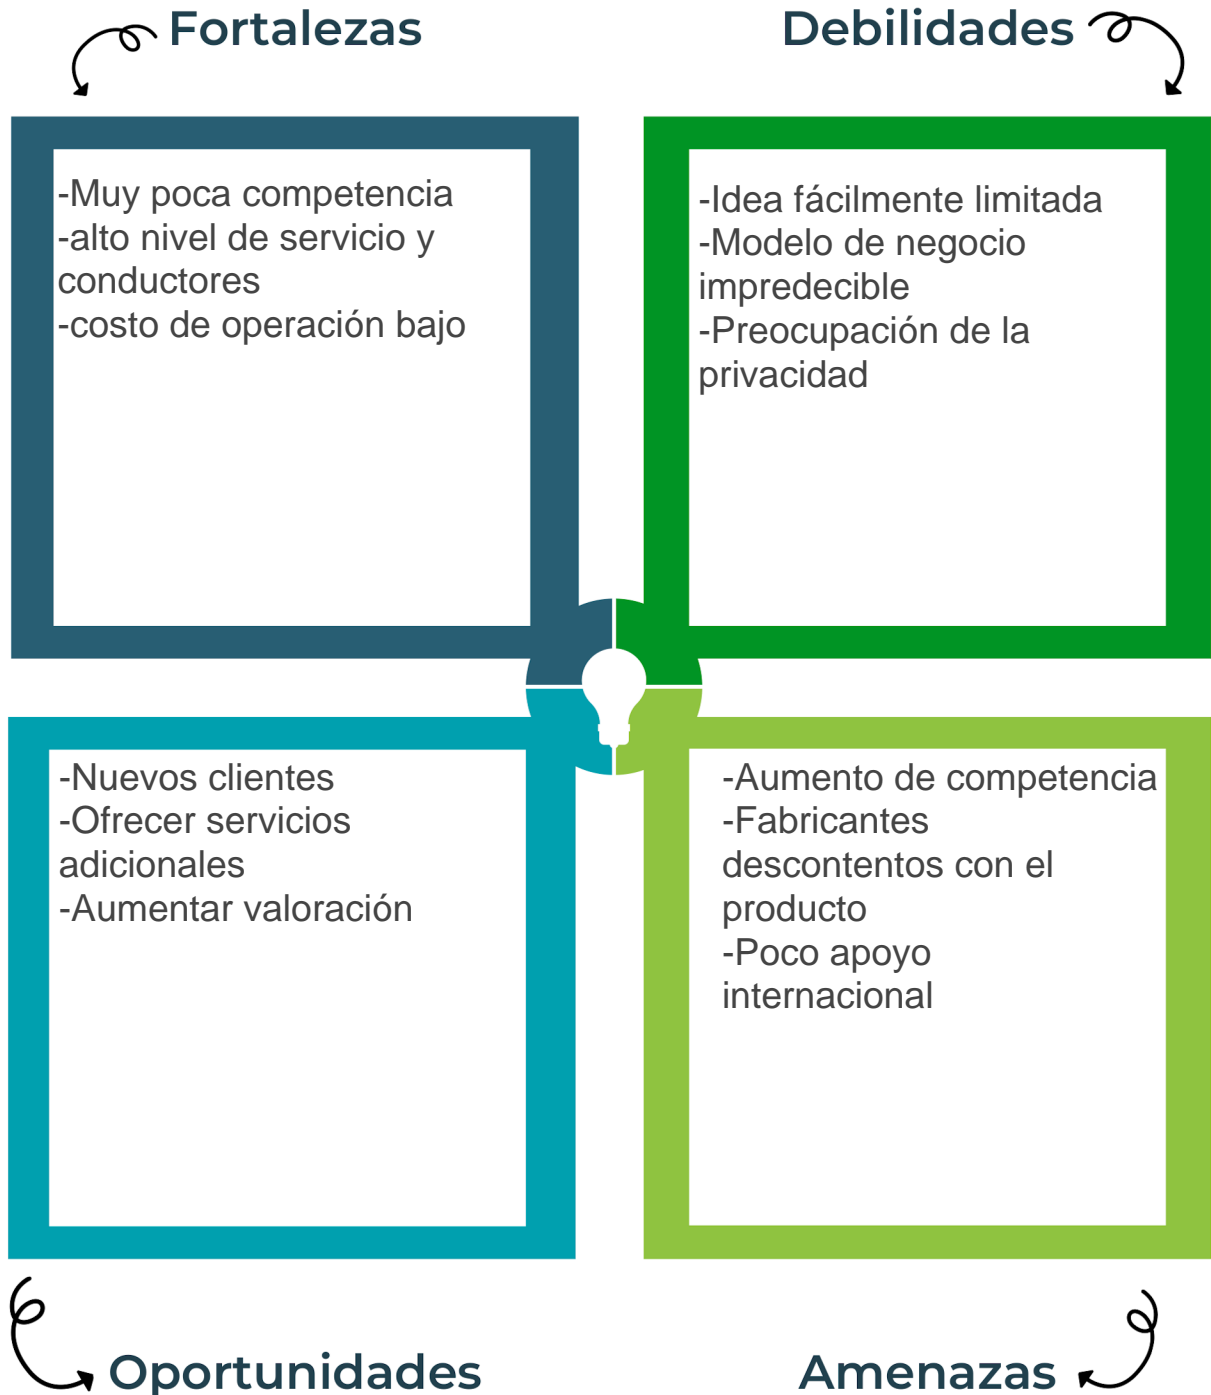 Fortalezas
-Muy poca competencia
-alto nivel de servicio y
conductores
-costo de operación bajo
Debilidades
-Idea fácilmente limitada
-Modelo de negocio
impredecible
-Preocupación de la
privacidad
-Nuevos clientes
-Ofrecer servicios
adicionales
-Aumentar valoración
Oportunidades
-Aumento de competencia
-Fabricantes
descontentos con el
producto
-Poco apoyo
internacional
Amenazas